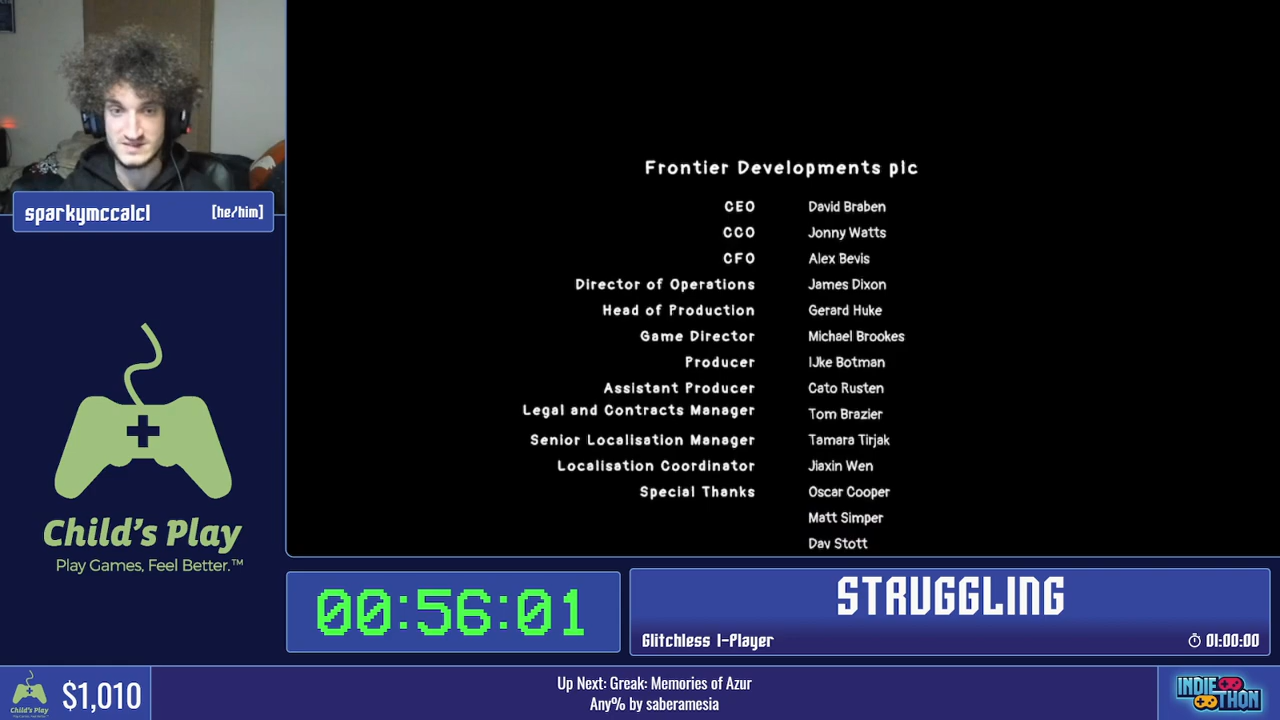 Frontier Developments plc
CEO David Braben
CCO Jonny Watts
CFO Alex Bevis
Director of Operations James Dixon
Head of Production Gerard Huke
Game Director Michael Brookes
Producer IJke Botman
Assistant Producer Cato Rusten
Legal and Contracts Manager Tom Brazier
Senior Localisation Manager Tamara Tirjak
Localisation Coordinator Jiaxin Wen
Special Thanks Oscar Cooper
Matt Simper
Dav Stott
sparkymccalcl [he/him]
Child's Play
Play Games, Feel Better.™
00:56:01
STRUGGLING
Glitchless 1-Player 01:00:00
Child's Play
$1,010
Up Next: Greak: Memories of Azur
Any% by saberamesia
INDIE
THON